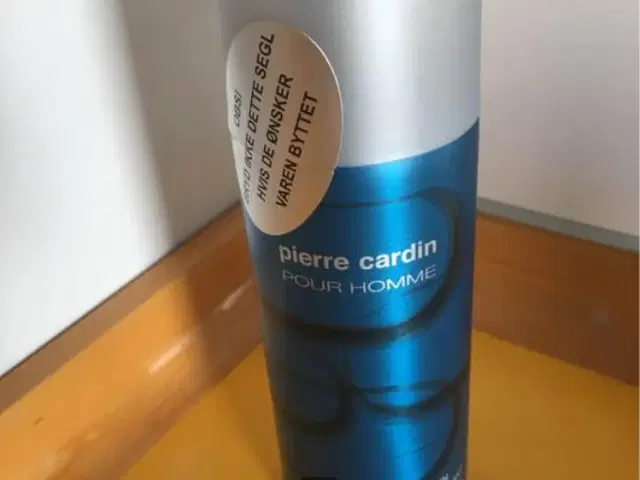 OBS!
BRYD IKKE DETTE SEGL
HVIS DE ØNSKER
VAREN BYTTET
pierre cardin
POUR HOMME